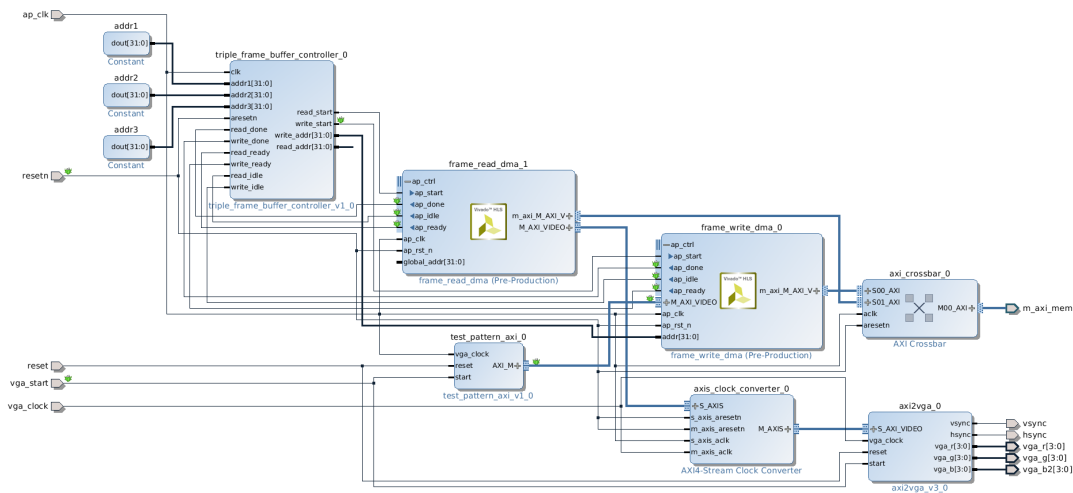 ap_clk
addr1
dout[31:0]
Constant
addr2
dout[31:0]
Constant
addr3
dout[31:0]
Constant
resetn
triple_frame_buffer_controller_0
clk
addr1[31:0]
addr2[31:0]
addr3[31:0]
aresetn
read_done
write_done
read_ready
write_ready
read_idle
write_idle
read_start
write_start
write_addr[31:0]
read_addr[31:0]
triple_frame_buffer_controller_v1_0
frame_read_dma_1
ap_ctrl
ap_start
ap_done
ap_idle
ap_ready
ap_clk
ap_rst_n
global_addr[31:0]
Vivado™ HLS
m_axi_M_AXI_V
M_AXI_VIDEO
frame_read_dma (Pre-Production)
frame_write_dma_0
ap_ctrl
ap_start
ap_done
ap_idle
ap_ready
M_AXI_VIDEO
ap_clk
ap_rst_n
addr[31:0]
Vivado™ HLS
m_axi_M_AXI_V
frame_write_dma (Pre-Production)
axi_crossbar_0
S00_AXI
S01_AXI
aclk
aresetn
M00_AXI
AXI Crossbar
m_axi_mem
test_pattern_axi_0
vga_clock
reset
start
AXI_M
test_pattern_axi_v1_0
reset
vga_start
vga_clock
axis_clock_converter_0
S_AXIS
s_axis_aresetn
m_axis_aresetn
s_axis_aclk
m_axis_aclk
M_AXIS
AXI4-Stream Clock Converter
axi2vga_0
S_AXI_VIDEO
vga_clock
reset
start
vsync
hsync
vga_r[3:0]
vga_g[3:0]
vga_b[3:0]
axi2vga_v3_0
vsync
hsync
vga_r[3:0]
vga_g[3:0]
vga_b2[3:0]